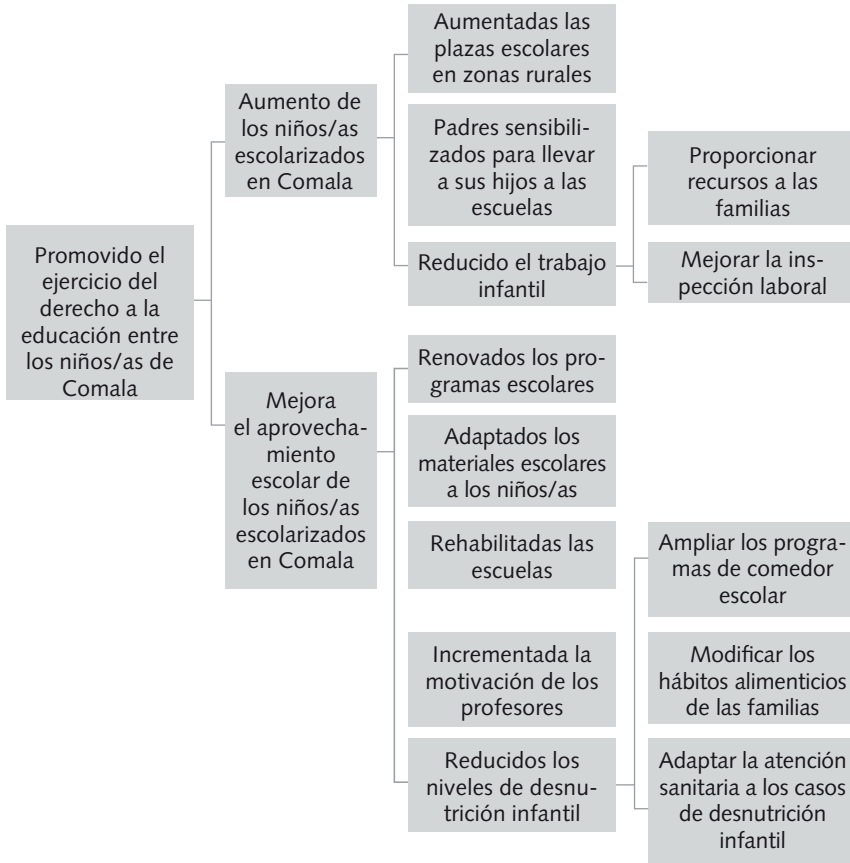 Promovido el
ejercicio del
derecho a la
educación entre
los niños/as de
Comala
Aumento de
los niños/as
escolarizados
en Comala
Aumentadas las
plazas escolares
en zonas rurales
Padres sensibili-
zados para llevar
a sus hijos a las
escuelas
Reducido el trabajo
infantil
Proporcionar
recursos a las
familias
Mejorar la ins-
pección laboral
Mejora
el aprovecha-
miento
escolar de
los niños/as
escolarizados
en Comala
Renovados los pro-
gramas escolares
Adaptados los
materiales escolares
a los niños/as
Rehabilitadas las
escuelas
Incrementada la
motivación de los
profesores
Reducidos los
niveles de desnu-
trición infantil
Ampliar los progra-
mas de comedor
escolar
Modificar los
hábitos alimenticios
de las familias
Adaptar la atención
sanitaria a los casos
de desnutrición
infantil